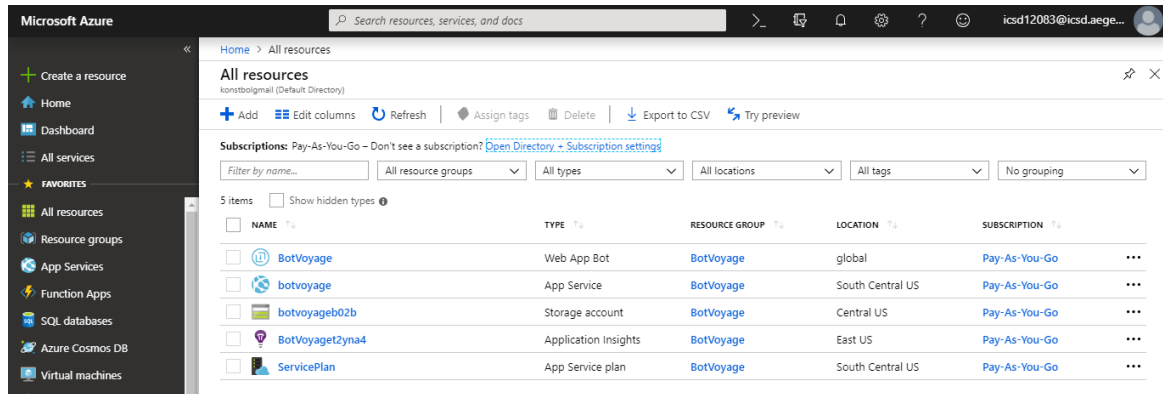 Microsoft Azure
Search resources, services, and docs
icsd12083@icsd.aege...
Create a resource
Home
Dashboard
All services
FAVORITES
All resources
Resource groups
App Services
Function Apps
SQL databases
Azure Cosmos DB
Virtual machines
Home > All resources
All resources
konstbolgmail (Default Directory)
Add Edit columns Refresh Assign tags Delete Export to CSV Try preview
Subscriptions: Pay-As-You-Go – Don't see a subscription? Open Directory + Subscription settings
Filter by name... All resource groups All types All locations All tags No grouping
5 items Show hidden types
NAME TYPE RESOURCE GROUP LOCATION SUBSCRIPTION
BotVoyage Web App Bot BotVoyage global Pay-As-You-Go
botvoyage App Service BotVoyage South Central US Pay-As-You-Go
botvoyageb02b Storage account BotVoyage Central US Pay-As-You-Go
BotVoyaget2yna4 Application Insights BotVoyage East US Pay-As-You-Go
ServicePlan App Service plan BotVoyage South Central US Pay-As-You-Go